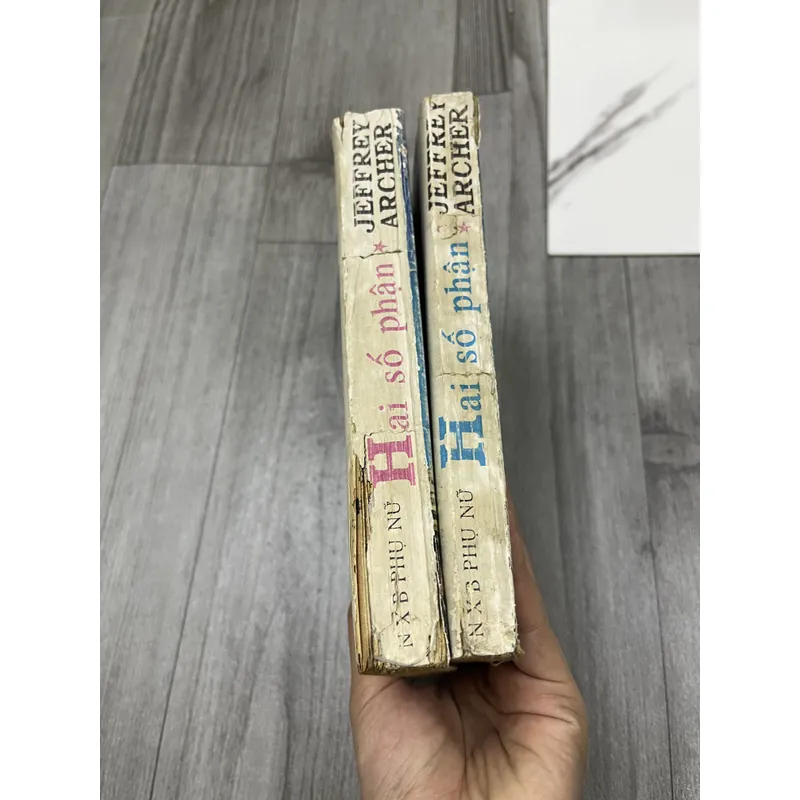 JEFFREY
ARCHER
Hai số phận
NXB PHỤ NỮ
JEFFREY
ARCHER
Hai số phận
NXB PHỤ NỮ